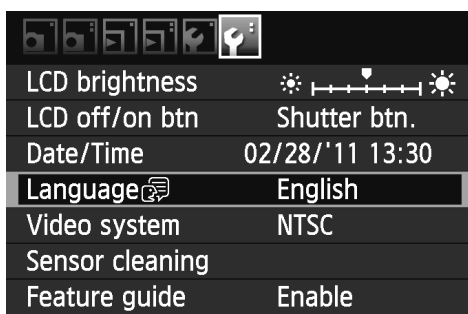 LCD brightness
LCD off/on btn Shutter btn.
Date/Time 02/28/'11 13:30
Language English
Video system NTSC
Sensor cleaning
Feature guide Enable